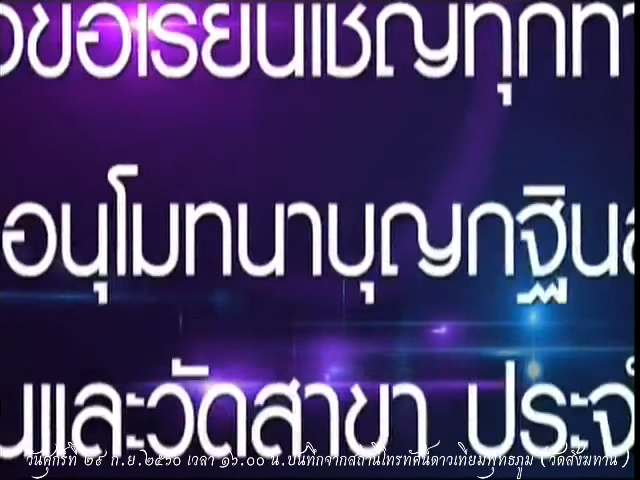 ขอเรียนเชิญทุกท
อนุโมทนาบุญกฐิน
และวัดสาขา ประจ
วันศุกร์ที่ ๒๙ ก.ย.๒๕๖๐ เวลา ๑๖.๐๐ น.บันทึกจากสถานีโทรทัศน์ดาวเทียมพุทธภูมิ (วัดสังฆทาน)